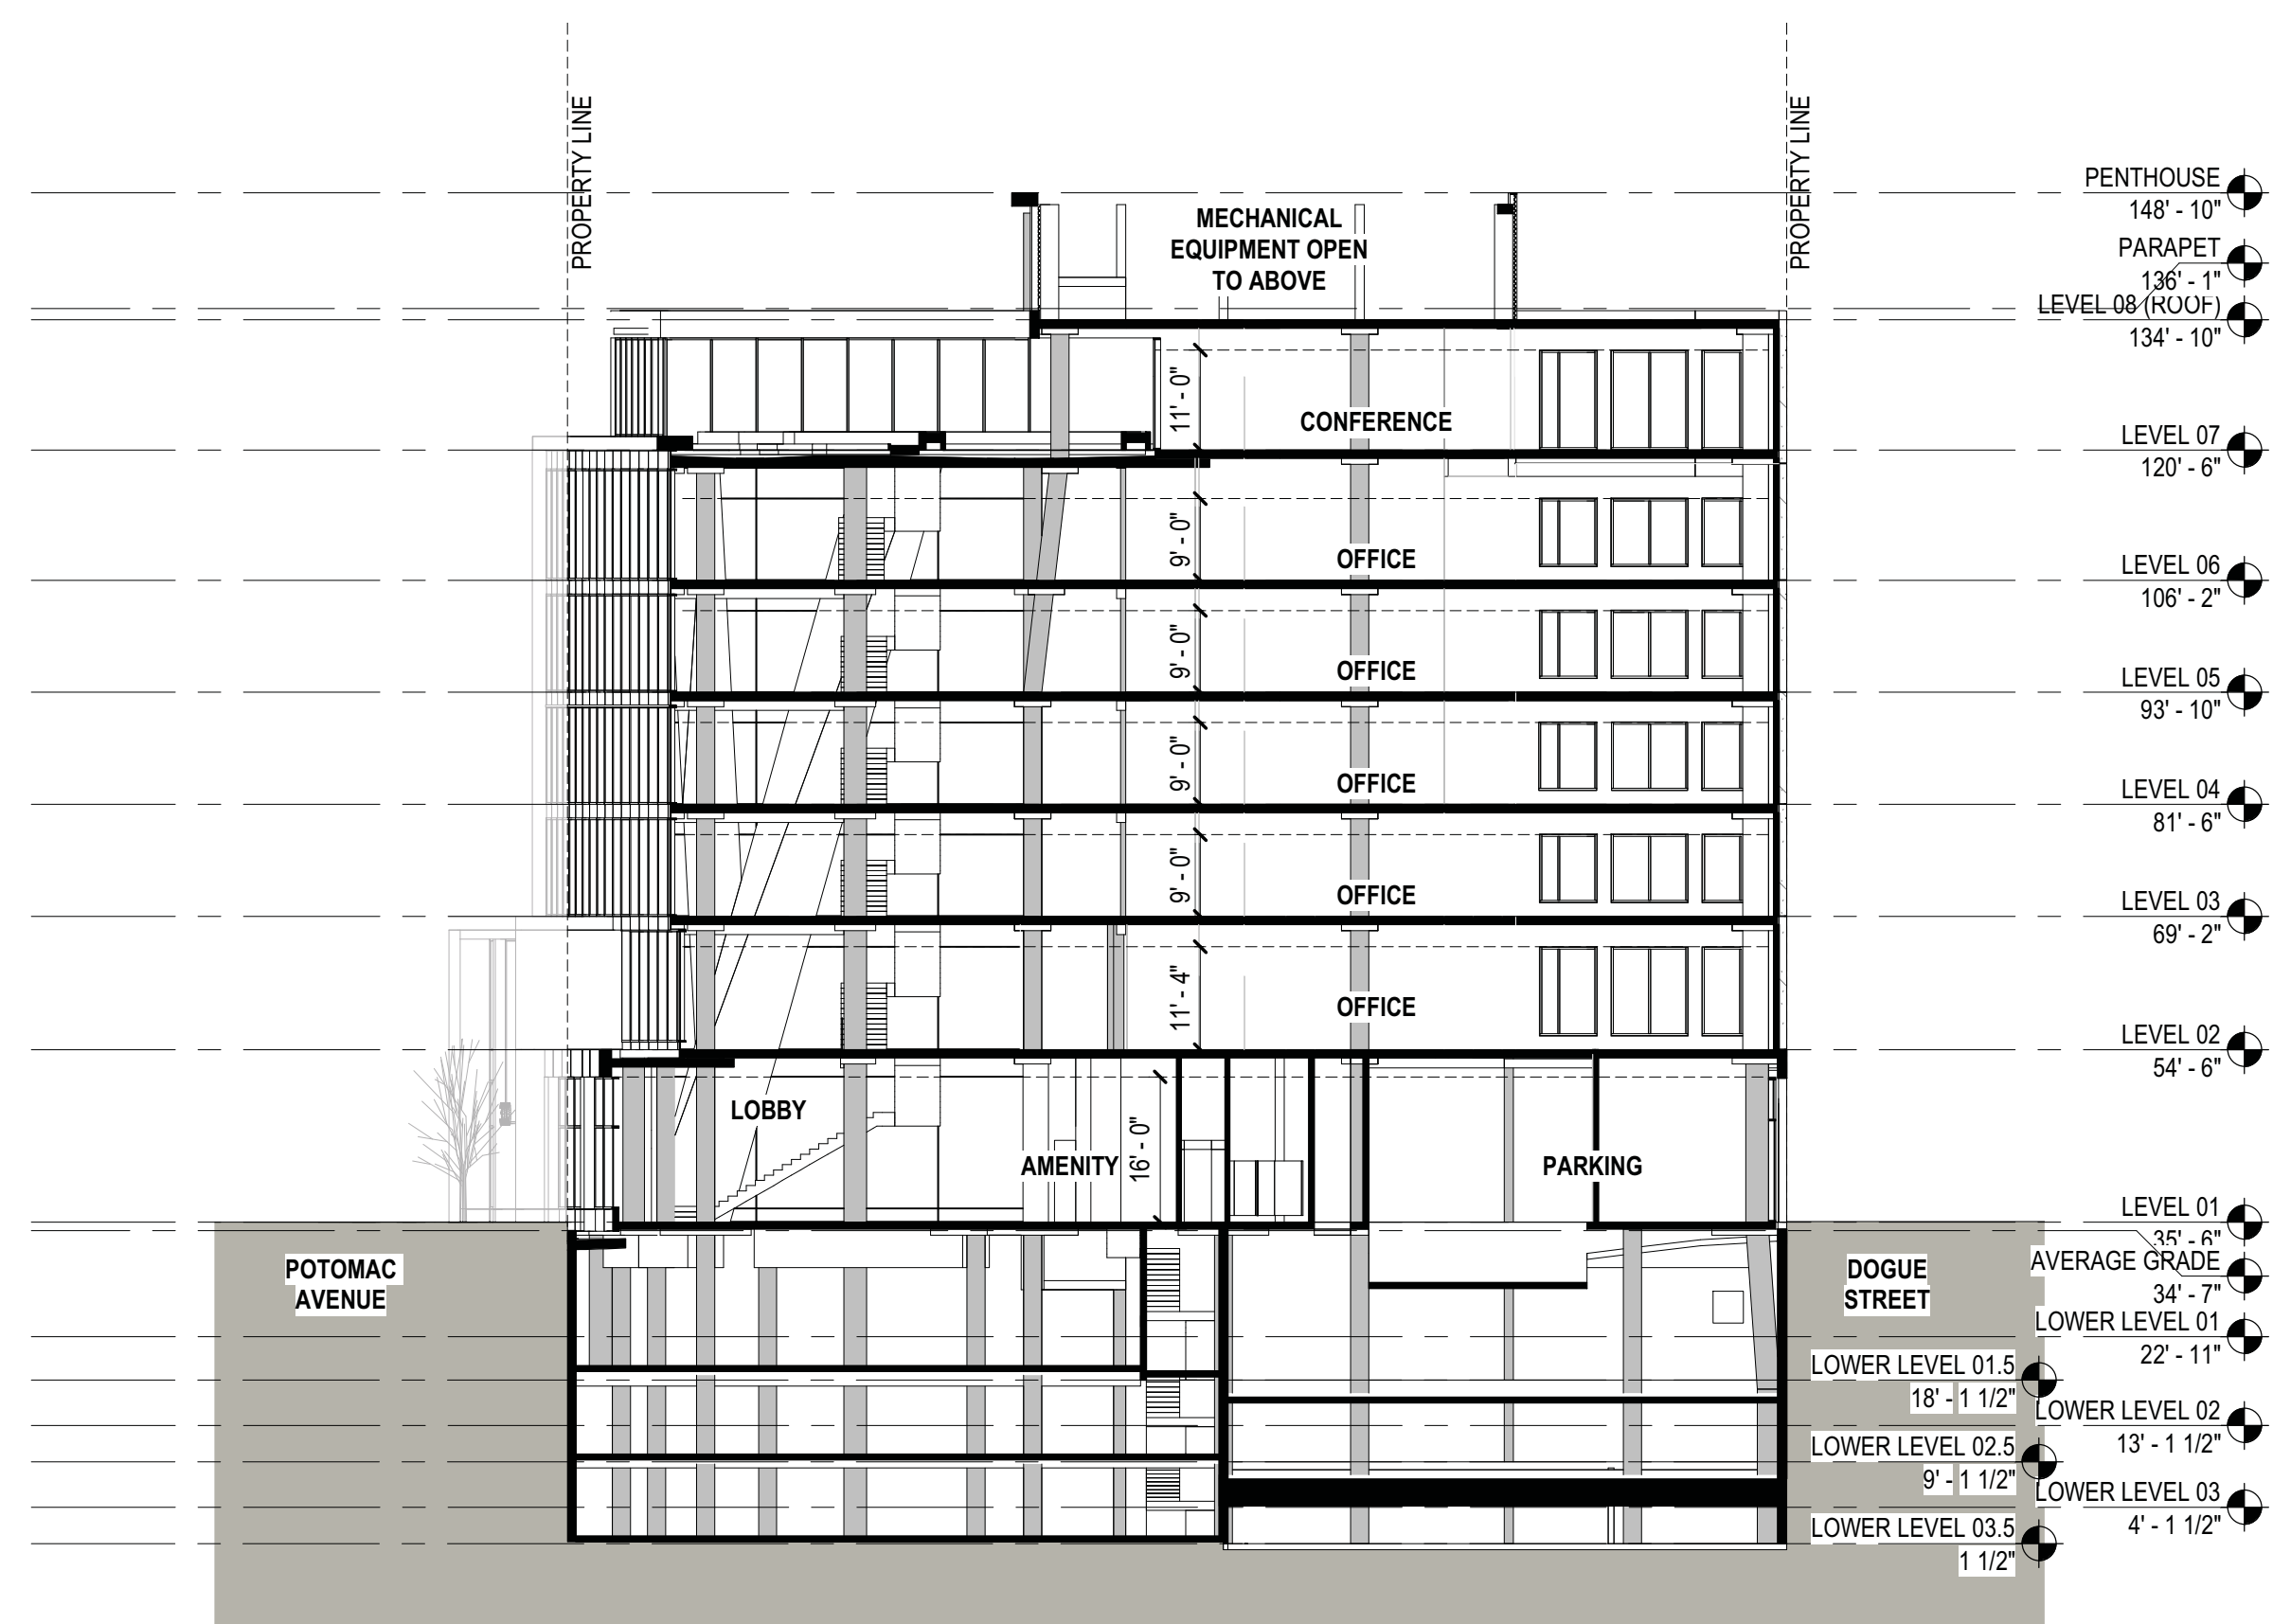 PROPERTY LINE
PROPERTY LINE
PENTHOUSE
148' - 10"
MECHANICAL
EQUIPMENT OPEN
TO ABOVE
PARAPET
136' - 1"
LEVEL 08 (ROOF)
134' - 10"
11' - 0"
CONFERENCE
LEVEL 07
120' - 6"
9' - 0"
OFFICE
LEVEL 06
106' - 2"
9' - 0"
OFFICE
LEVEL 05
93' - 10"
9' - 0"
OFFICE
LEVEL 04
81' - 6"
9' - 0"
OFFICE
LEVEL 03
69' - 2"
11' - 4"
OFFICE
LEVEL 02
54' - 6"
LOBBY
AMENITY
16' - 0"
PARKING
LEVEL 01
35' - 6"
POTOMAC
AVENUE
DOGUE
STREET
AVERAGE GRADE
34' - 7"
LOWER LEVEL 01
22' - 11"
LOWER LEVEL 01.5
18' - 1 1/2"
LOWER LEVEL 02
13' - 1 1/2"
LOWER LEVEL 02.5
9' - 1 1/2"
LOWER LEVEL 03
4' - 1 1/2"
LOWER LEVEL 03.5
1 1/2"